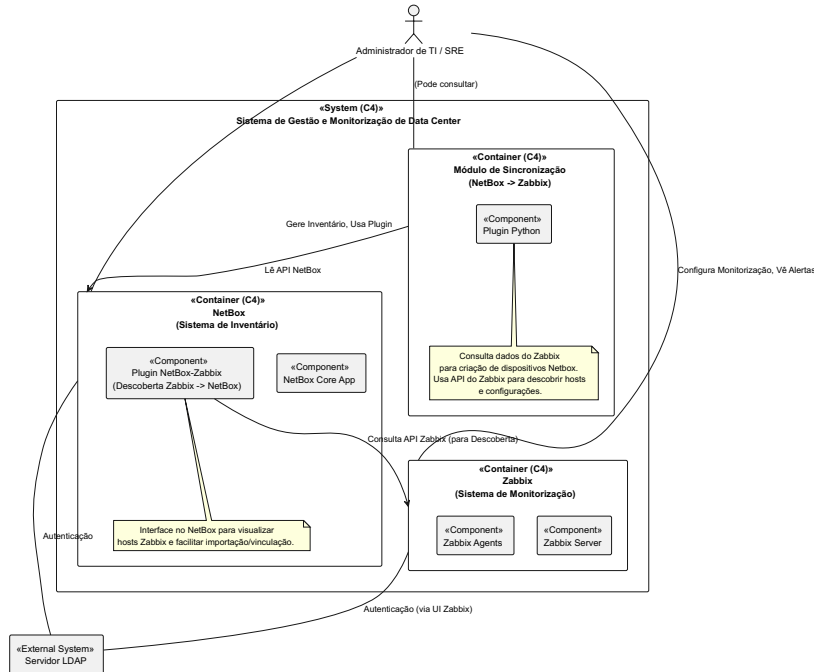 Administrador de TI / SRE
(Pode consultar)
«System (C4)»
Sistema de Gestão e Monitorização de Data Center
«Container (C4)»
Módulo de Sincronização
(NetBox -> Zabbix)
«Component»
Plugin Python
Gere Inventário, Usa Plugin
Lê API NetBox
Configura Monitorização, Vê Alertas
«Container (C4)»
NetBox
(Sistema de Inventário)
«Component»
Plugin NetBox-Zabbix
(Descoberta Zabbix -> NetBox)
«Component»
NetBox Core App
Consulta dados do Zabbix
para criação de dispositivos Netbox.
Usa API do Zabbix para descobrir hosts
e configurações.
Consulta API Zabbix (para Descoberta)
«Container (C4)»
Zabbix
(Sistema de Monitorização)
«Component»
Zabbix Agents
«Component»
Zabbix Server
Interface no NetBox para visualizar
hosts Zabbix e facilitar importação/vinculação.
Autenticação
Autenticação (via UI Zabbix)
«External System»
Servidor LDAP